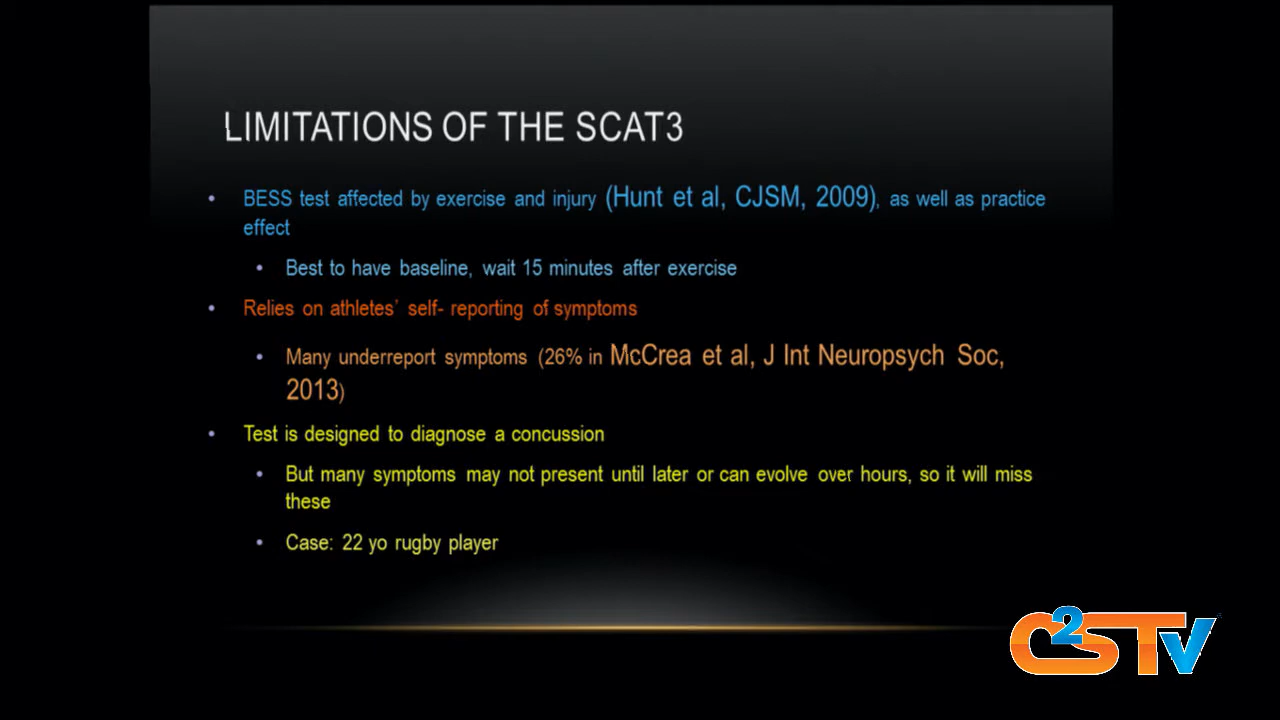 LIMITATIONS OF THE SCAT3
• BESS test affected by exercise and injury (Hunt et al, CJSM, 2009), as well as practice
effect
• Best to have baseline, wait 15 minutes after exercise
• Relies on athletes’ self- reporting of symptoms
• Many underreport symptoms (26% in McCrea et al, J Int Neuropsych Soc,
2013)
• Test is designed to diagnose a concussion
• But many symptoms may not present until later or can evolve over hours, so it will miss
these
• Case: 22 yo rugby player
C2STV